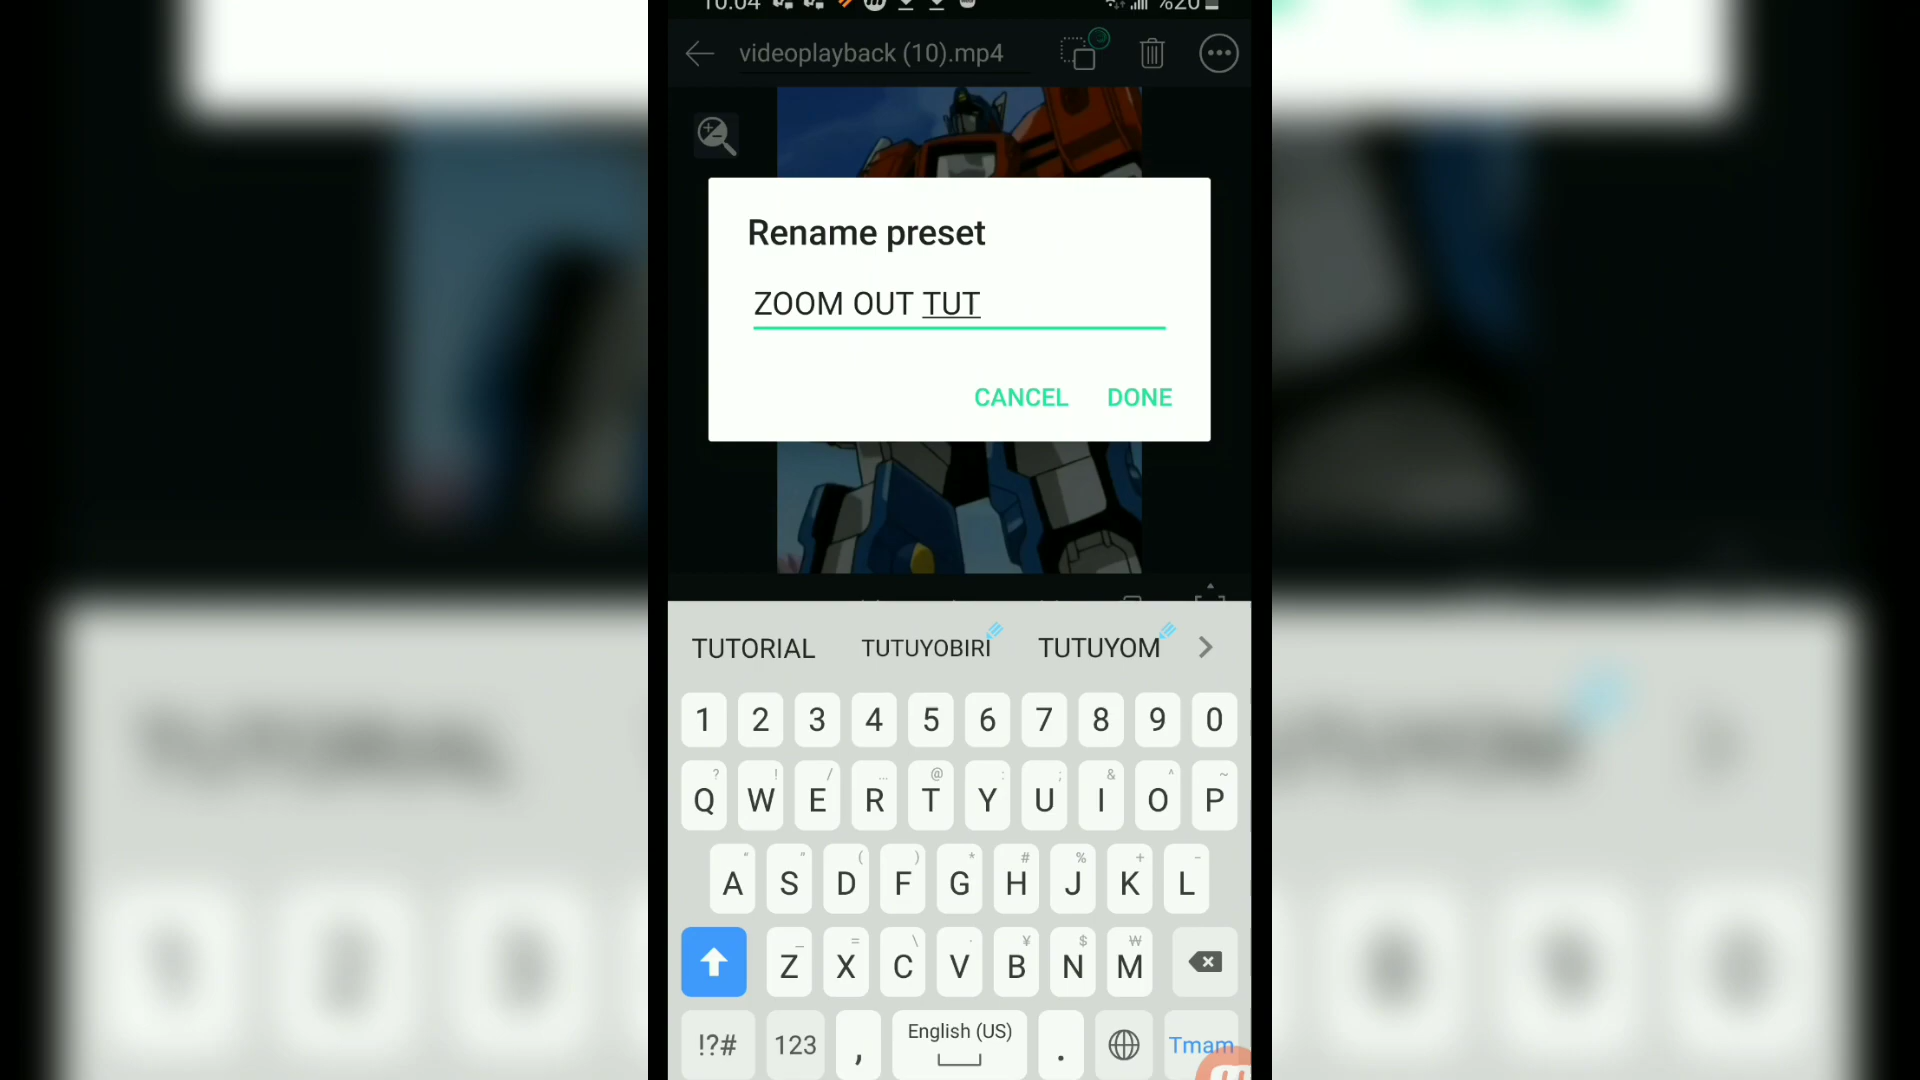 10:04 %20
videoplayback (10).mp4
Rename preset
ZOOM OUT TUT
CANCEL DONE
TUTORIAL TUTUYOBIRI TUTUYOM
1 2 3 4 5 6 7 8 9 0
Q W E R T Y U I O P
A S D F G H J K L
Z X C V B N M
!?# 123 , English (US) . Tmam